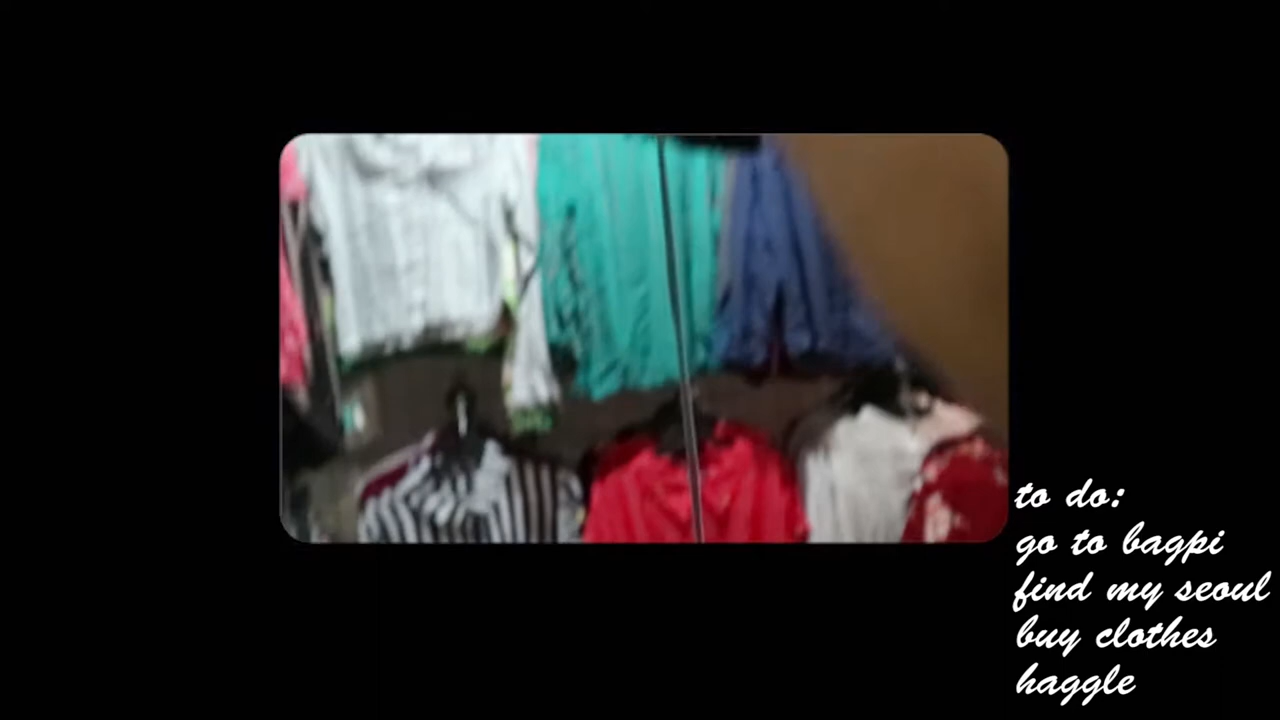 to do:
go to bagpi
find my seoul
buy clothes
haggle